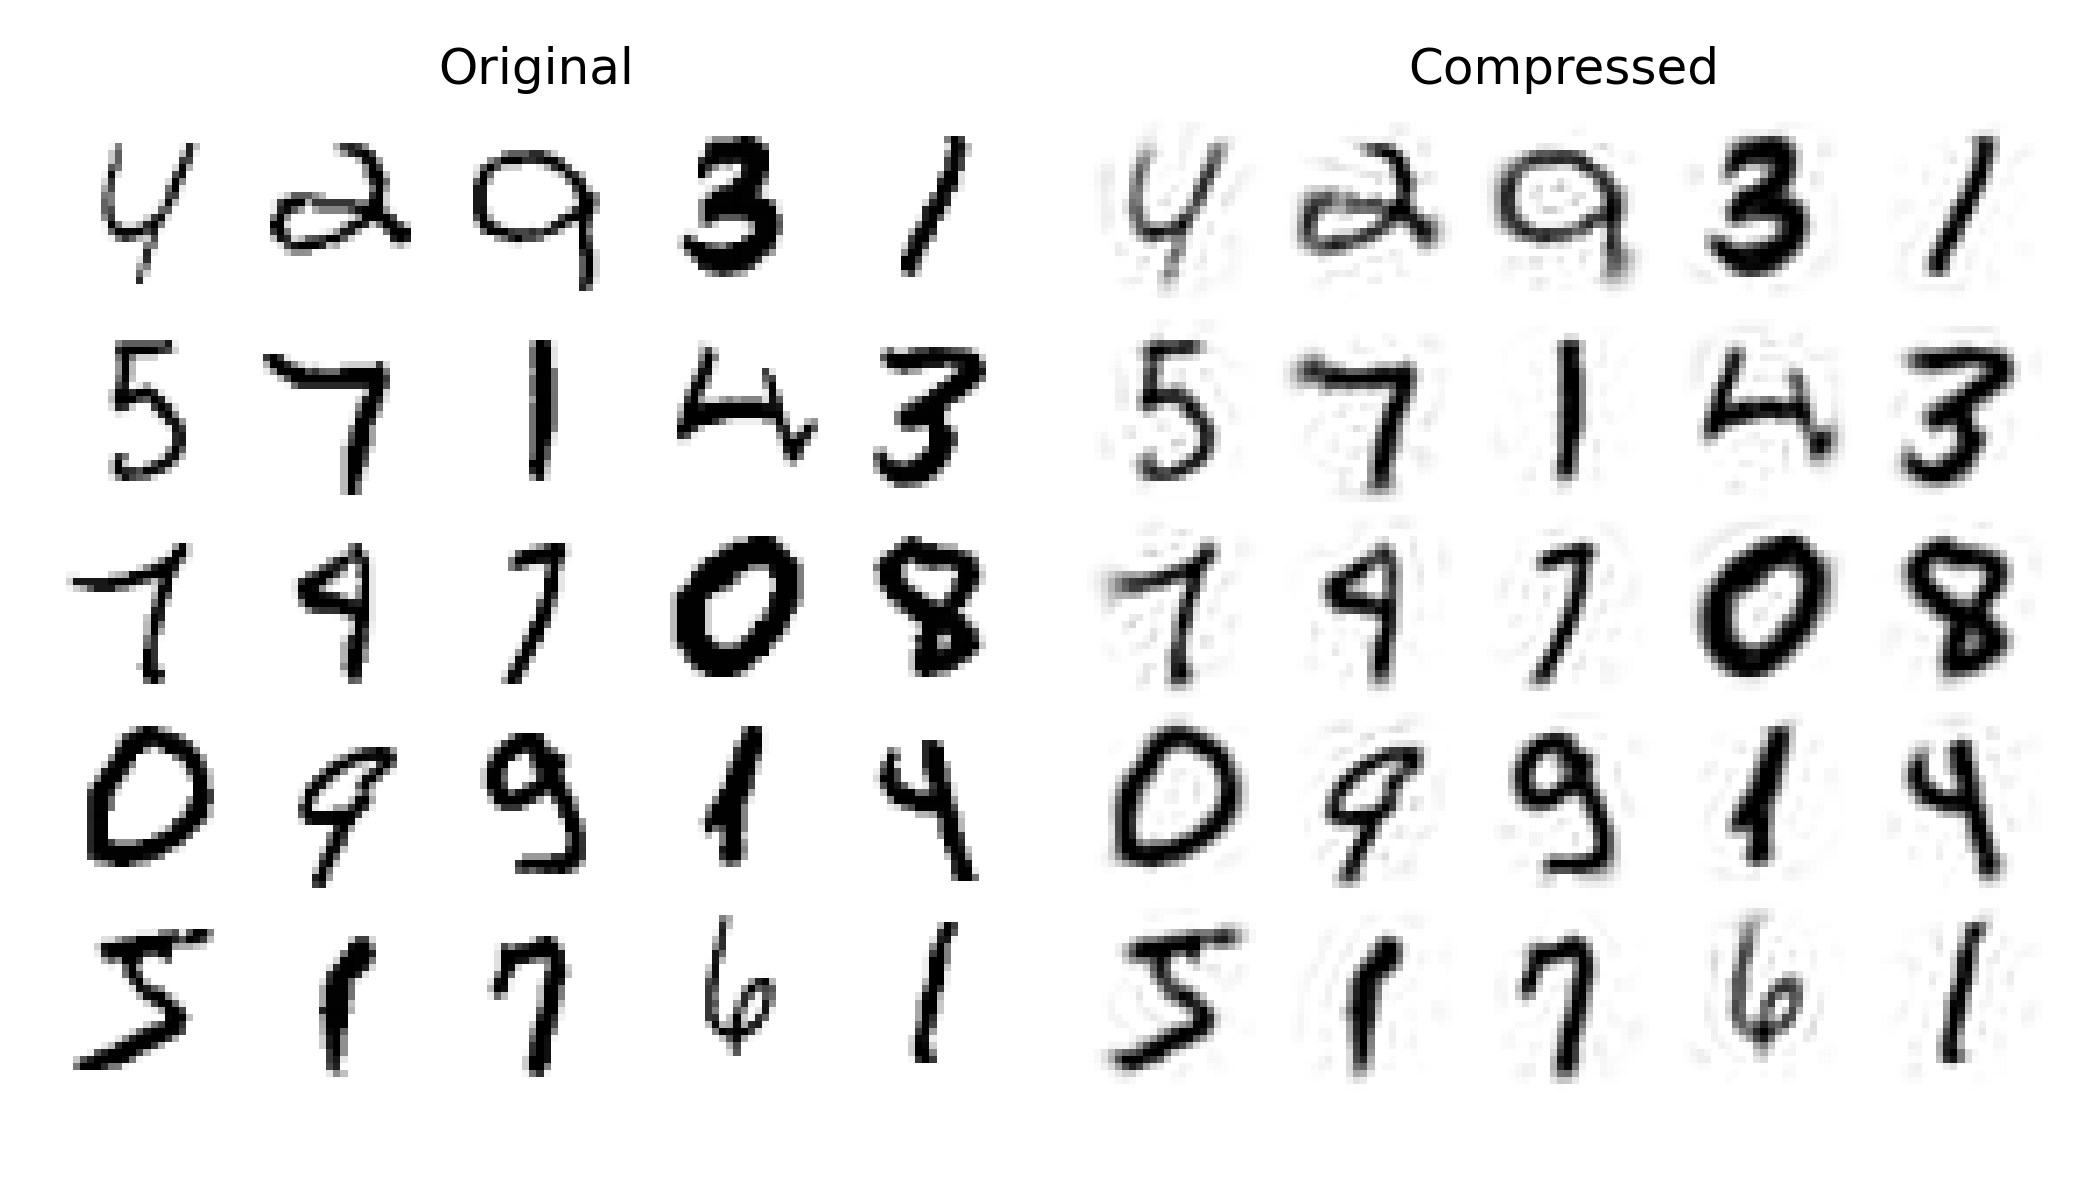 Original Compressed
4 2 9 3 1 4 2 9 3 1
5 7 1 4 3 5 7 1 4 3
7 9 7 0 8 7 9 7 0 8
0 9 9 1 4 0 9 9 1 4
5 1 7 6 1 5 1 7 6 1